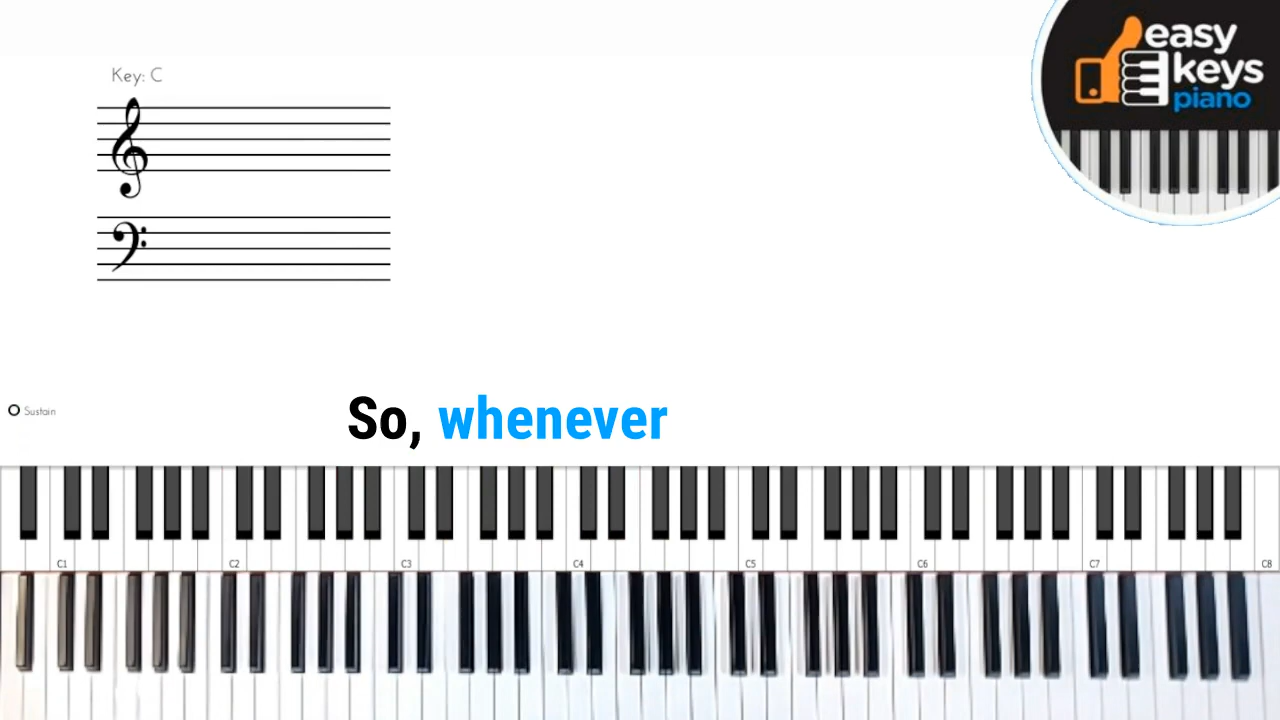 easy
keys
piano
Key: C
Sustain
So, whenever
C1 C2 C3 C4 C5 C6 C7 C8